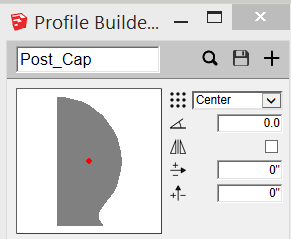 Profile Builde...
Post_Cap
Center
0.0
0"
0"